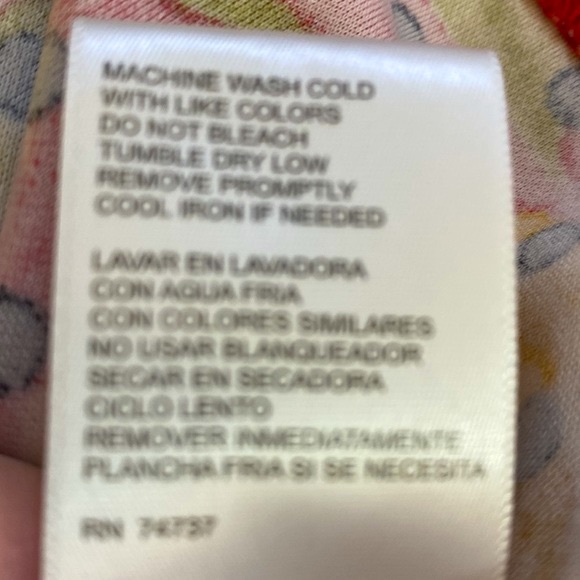 MACHINE WASH COLD
WITH LIKE COLORS
DO NOT BLEACH
TUMBLE DRY LOW
REMOVE PROMPTLY
COOL IRON IF NEEDED
LAVAR EN LAVADORA
CON AGUA FRIA
CON COLORES SIMILARES
NO USAR BLANQUEADOR
SECAR EN SECADORA
CICLO LENTO
REMOVER INMEDIATAMENTE
PLANCHA FRIA SI SE NECESITA
RN 74737